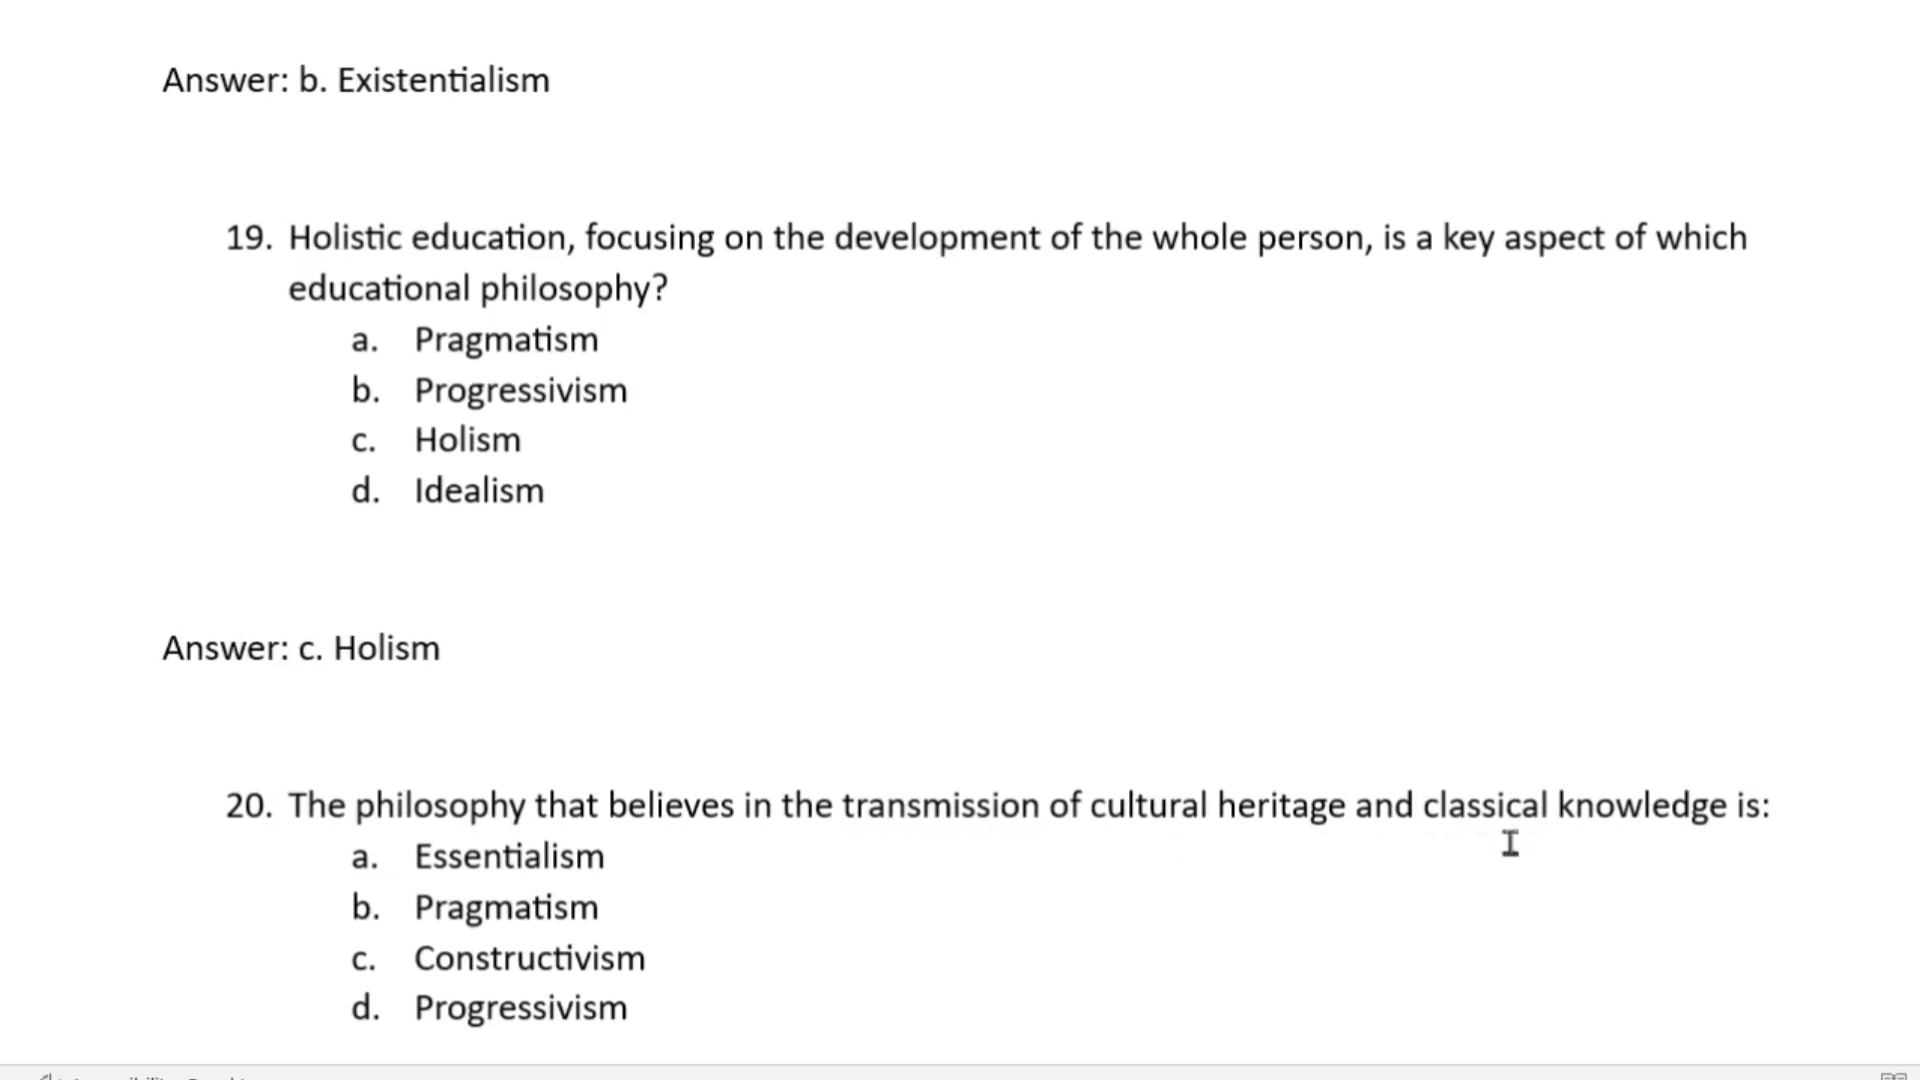 Answer: b. Existentialism
19. Holistic education, focusing on the development of the whole person, is a key aspect of which
educational philosophy?
a. Pragmatism
b. Progressivism
c. Holism
d. Idealism
Answer: c. Holism
20. The philosophy that believes in the transmission of cultural heritage and classical knowledge is:
a. Essentialism
b. Pragmatism
c. Constructivism
d. Progressivism